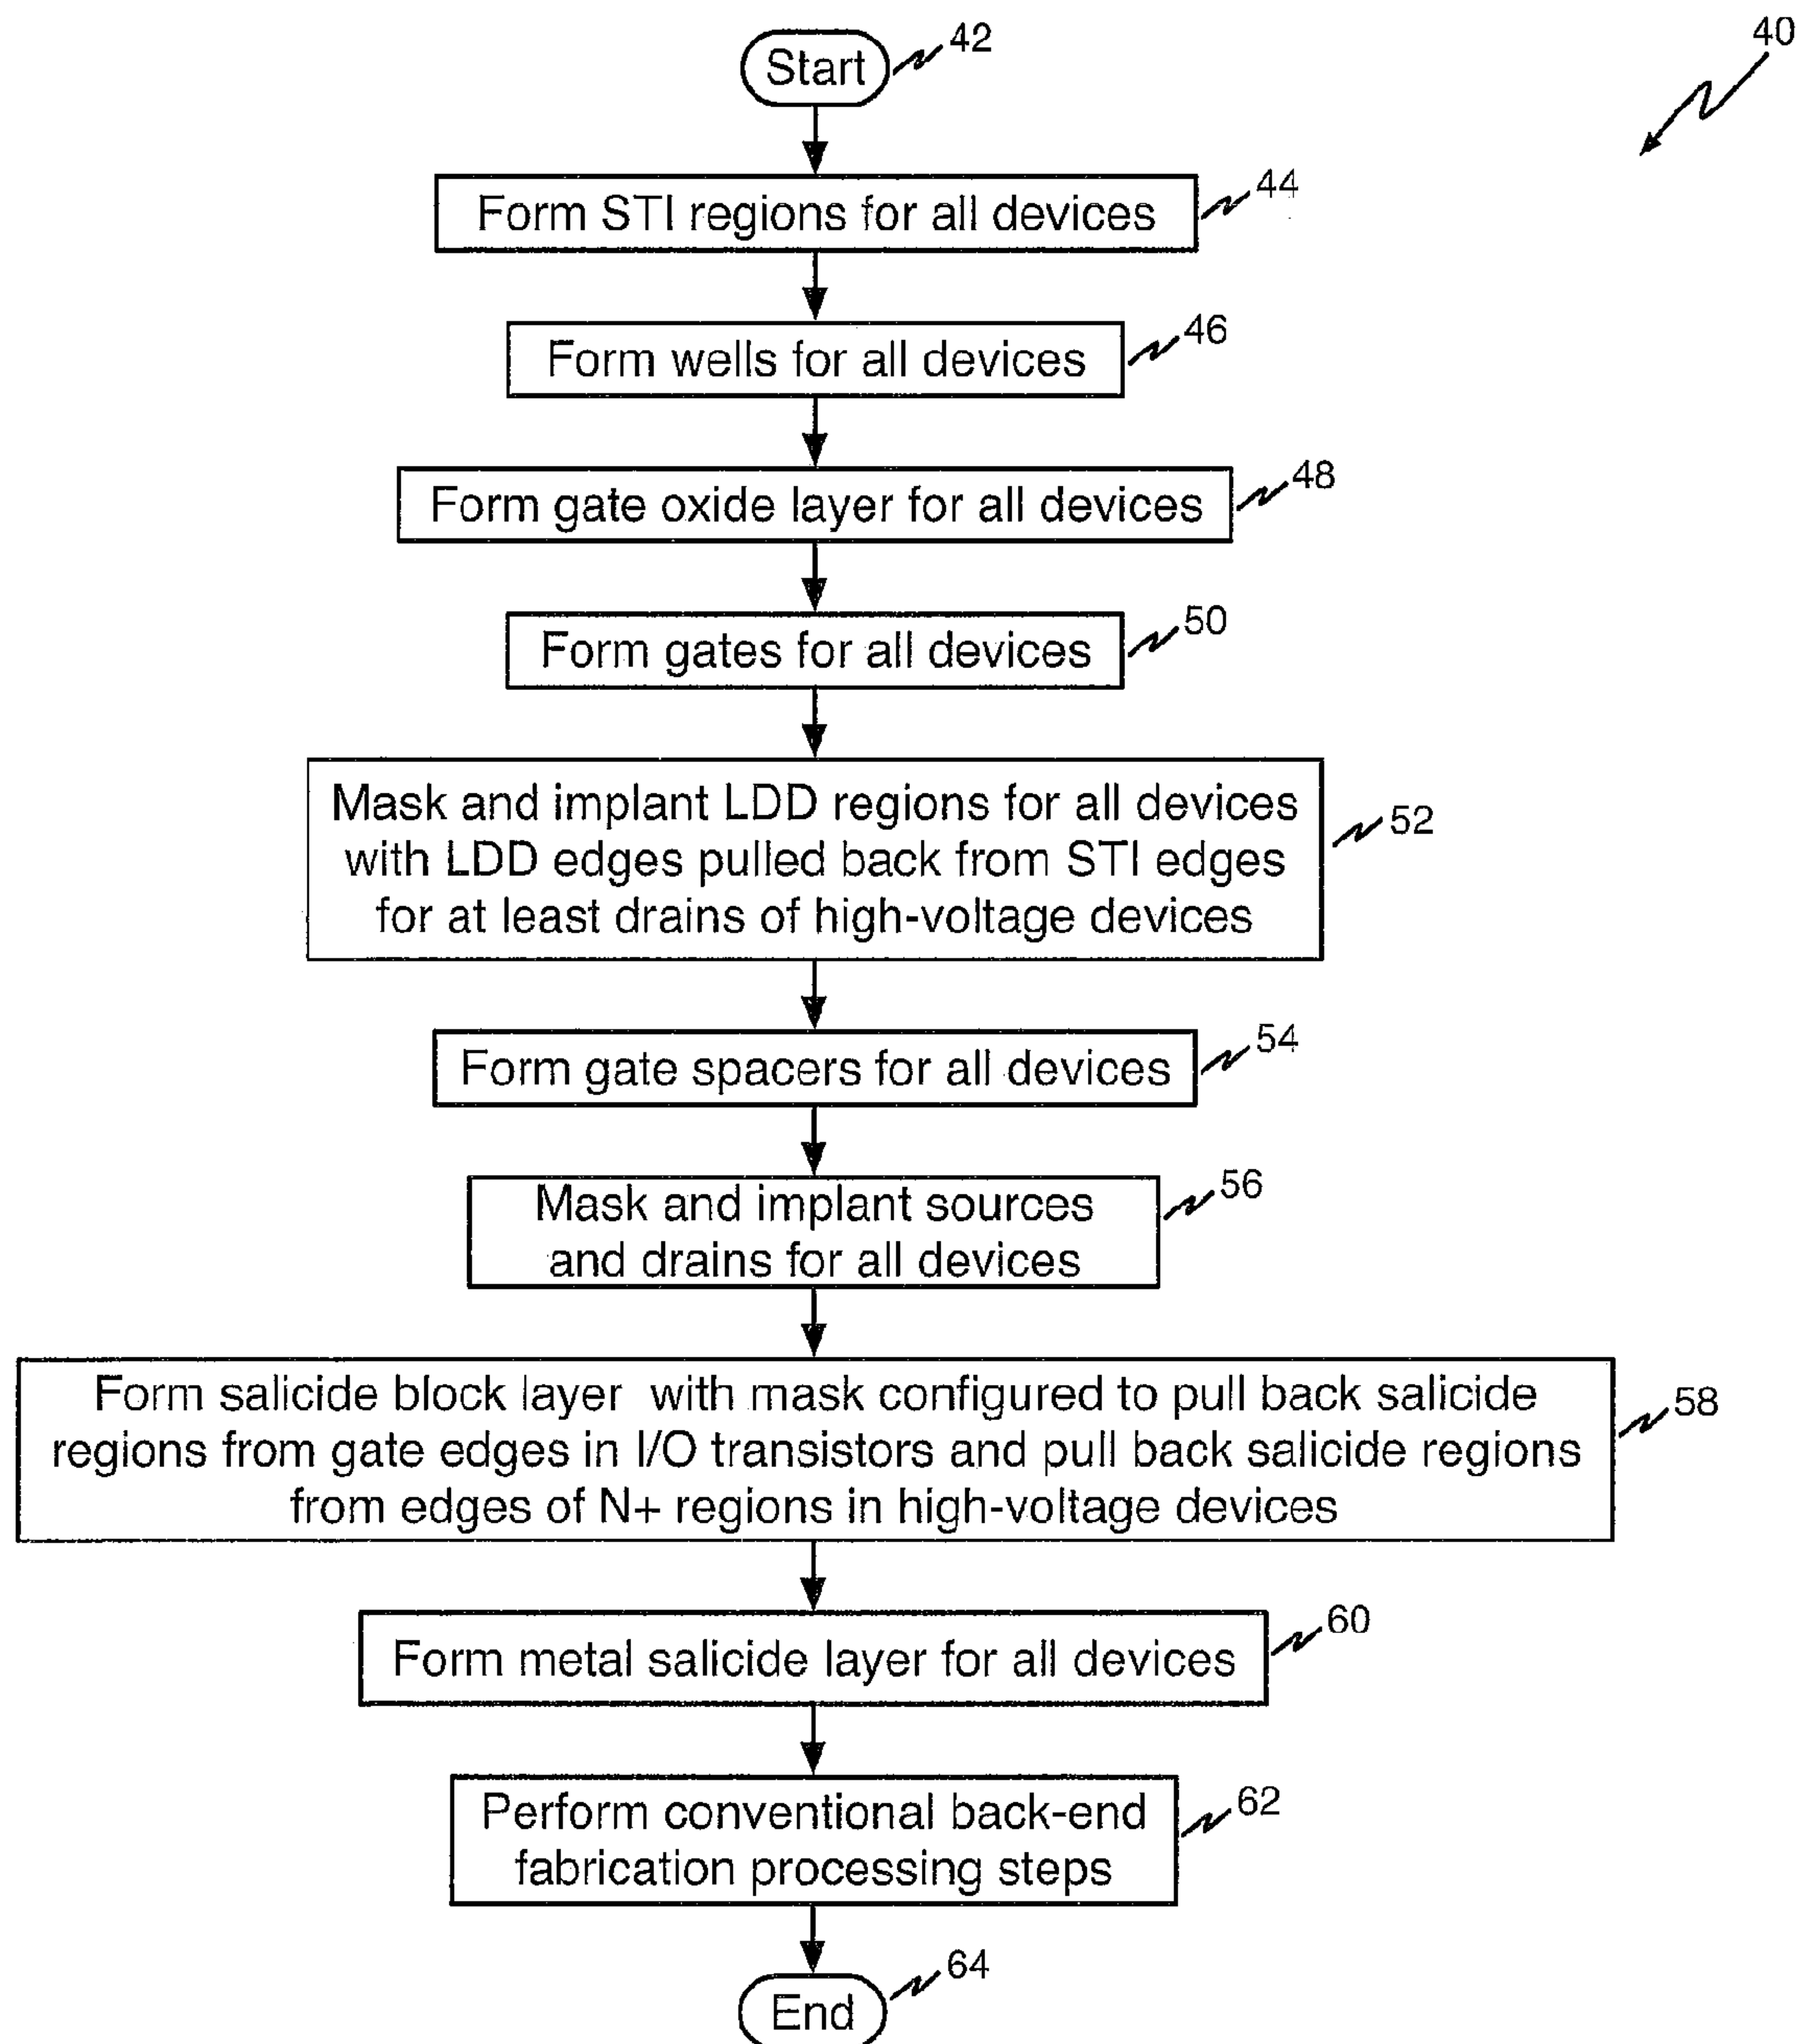 Start
42
40
Form STI regions for all devices
44
Form wells for all devices
46
Form gate oxide layer for all devices
48
Form gates for all devices
50
Mask and implant LDD regions for all devices
with LDD edges pulled back from STI edges
for at least drains of high-voltage devices
52
Form gate spacers for all devices
54
Mask and implant sources
and drains for all devices
56
Form salicide block layer with mask configured to pull back salicide
regions from gate edges in I/O transistors and pull back salicide regions
from edges of N+ regions in high-voltage devices
58
Form metal salicide layer for all devices
60
Perform conventional back-end
fabrication processing steps
62
End
64